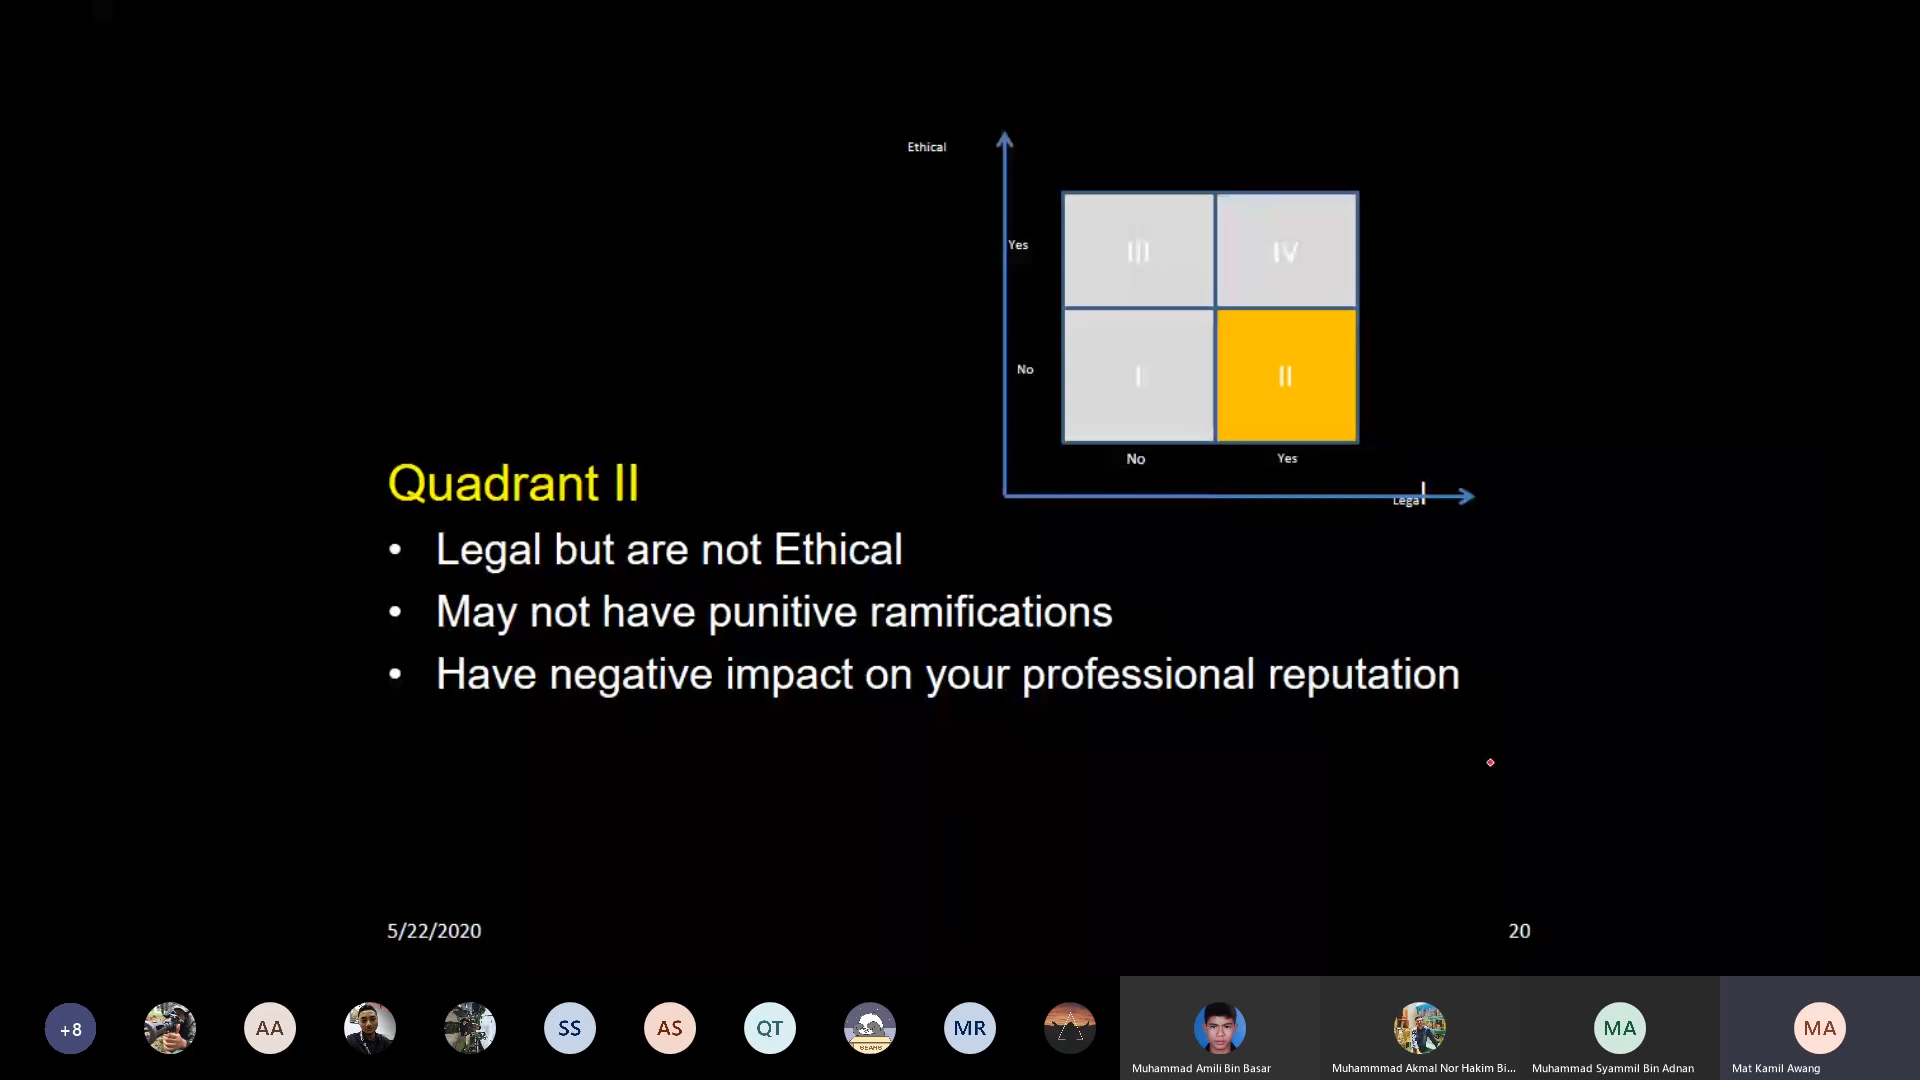 Ethical
Yes
III
IV
No
I
II
No
Yes
Legal
Quadrant II
• Legal but are not Ethical
• May not have punitive ramifications
• Have negative impact on your professional reputation
5/22/2020
20
+8
AA
SS
AS
QT
BEARS
MR
MA
MA
Muhammad Amili Bin Basar
Muhammmad Akmal Nor Hakim Bi...
Muhammad Syammil Bin Adnan
Mat Kamil Awang